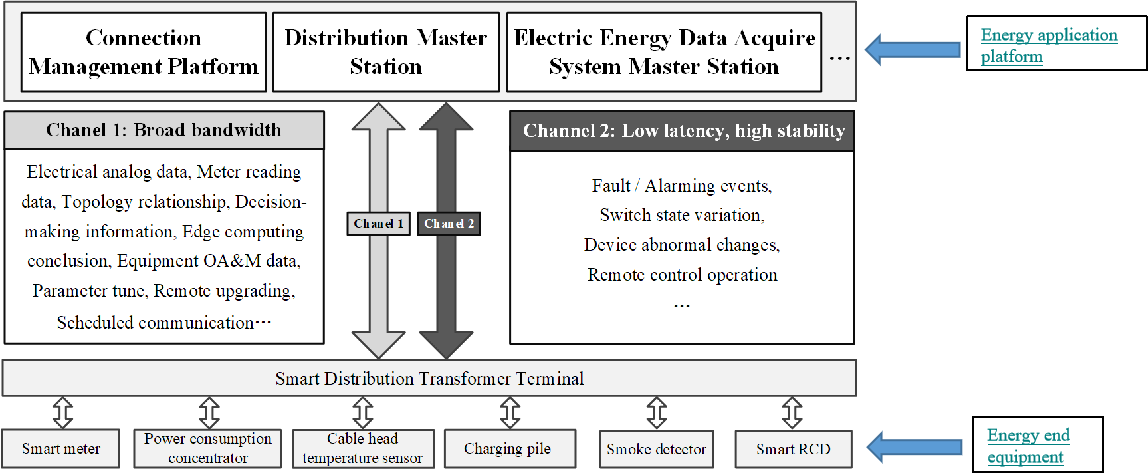 Connection
Management Platform
Distribution Master
Station
Electric Energy Data Acquire
System Master Station
...
Energy application
platform
Chanel 1: Broad bandwidth
Electrical analog data, Meter reading
data, Topology relationship, Decision-
making information, Edge computing
conclusion, Equipment OA&M data,
Parameter tune, Remote upgrading,
Scheduled communication…
Chanel 1
Chanel 2
Channel 2: Low latency, high stability
Fault / Alarming events,
Switch state variation,
Device abnormal changes,
Remote control operation
…
Smart Distribution Transformer Terminal
Smart meter
Power consumption
concentrator
Cable head
temperature sensor
Charging pile
Smoke detector
Smart RCD
Energy end
equipment